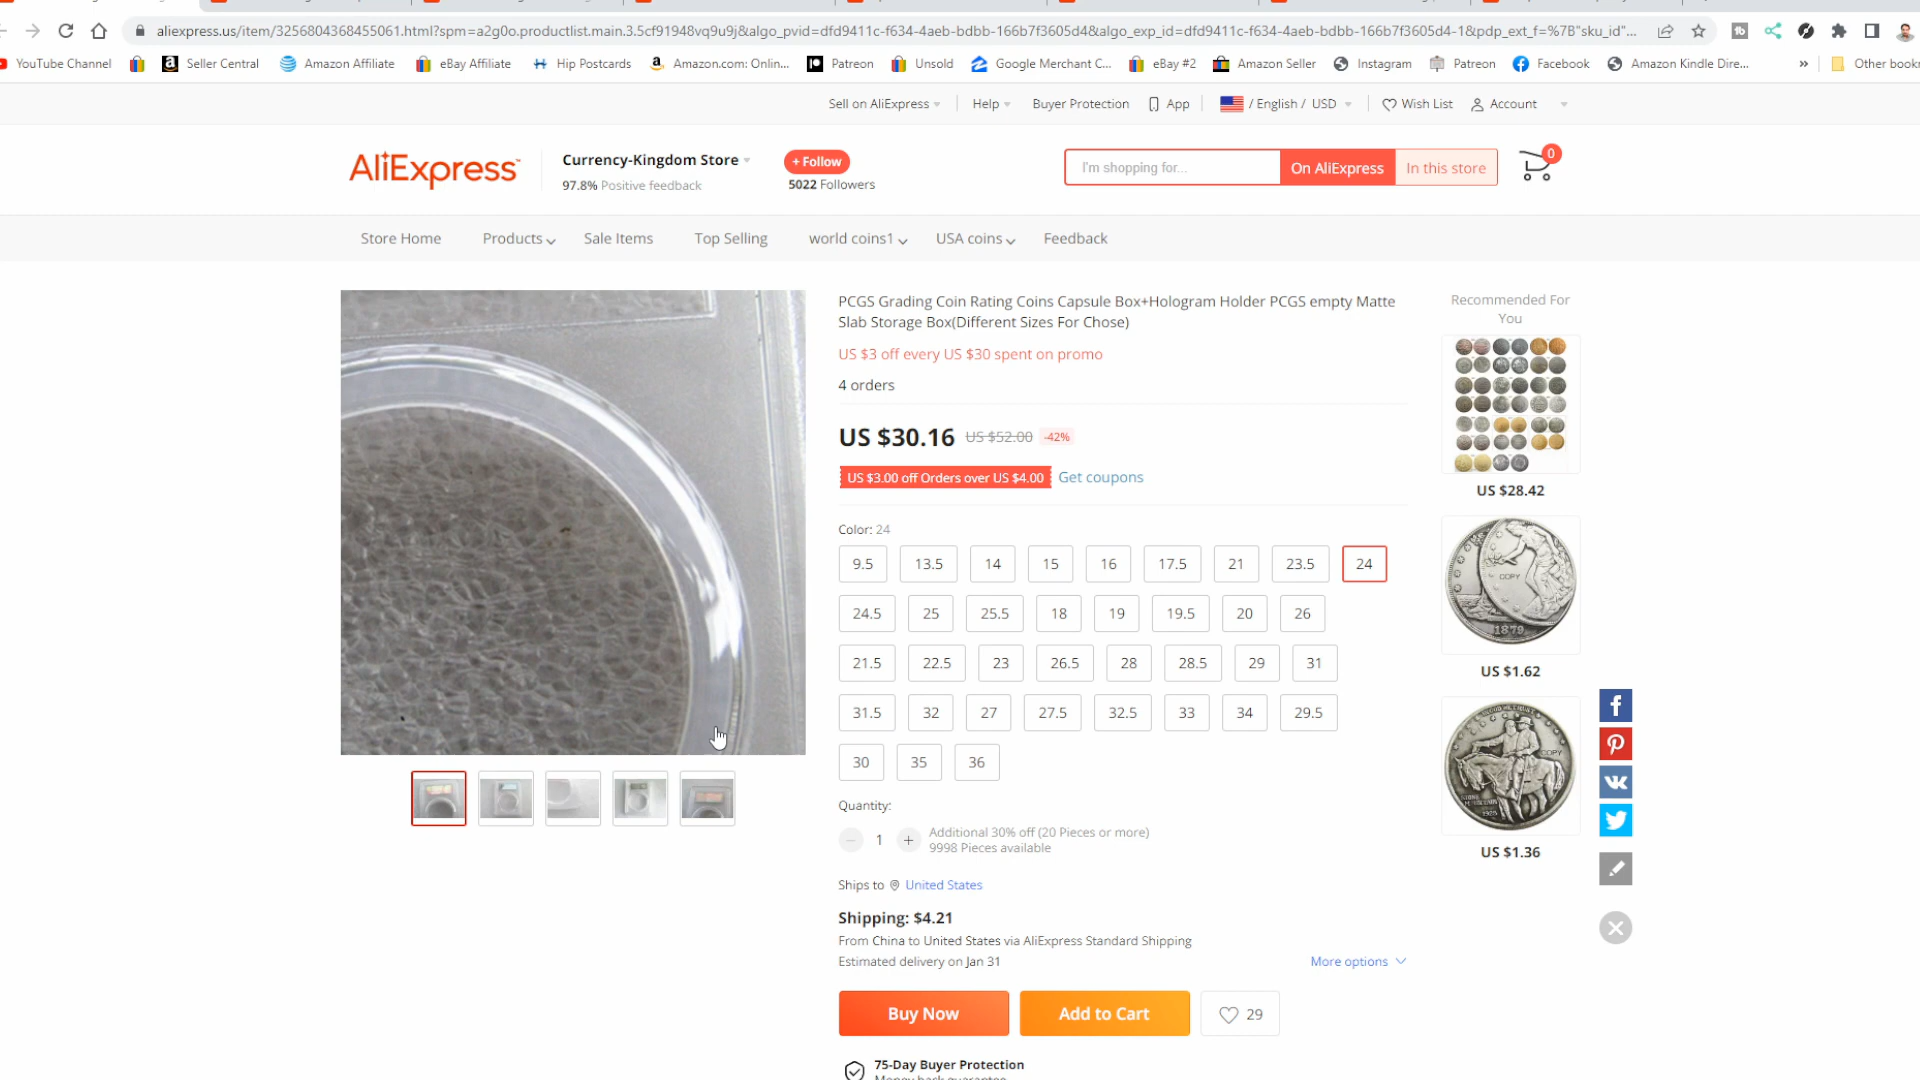 aliexpress.us/item/3256804368455061.html?spm=a2g0o.productlist.main.3.5cf91948vq9u9j&algo_pvid=dfd9411c-f634-4aeb-bdbb-166b7f3605d4&algo_exp_id=dfd9411c-f634-4aeb-bdbb-166b7f3605d4-1&pdp_ext_f=%7B"sku_id"...
YouTube Channel Seller Central Amazon Affiliate eBay Affiliate Hip Postcards Amazon.com: Onlin... Patreon Unsold Google Merchant C... eBay #2 Amazon Seller Instagram Patreon Facebook Amazon Kindle Dire... » Other book
Sell on AliExpress Help Buyer Protection App / English / USD Wish List Account
AliExpress
Currency-Kingdom Store
97.8% Positive feedback
+ Follow
5022 Followers
I'm shopping for... On AliExpress In this store 0
Store Home Products Sale Items Top Selling world coins1 USA coins Feedback
PCGS Grading Coin Rating Coins Capsule Box+Hologram Holder PCGS empty Matte
Slab Storage Box(Different Sizes For Chose)
US $3 off every US $30 spent on promo
4 orders
US $30.16 US $52.00 -42%
US $3.00 off Orders over US $4.00 Get coupons
Color: 24
9.5 13.5 14 15 16 17.5 21 23.5 24
24.5 25 25.5 18 19 19.5 20 26
21.5 22.5 23 26.5 28 28.5 29 31
31.5 32 27 27.5 32.5 33 34 29.5
30 35 36
Quantity:
1
Additional 30% off (20 Pieces or more)
9998 Pieces available
Ships to United States
Shipping: $4.21
From China to United States via AliExpress Standard Shipping
Estimated delivery on Jan 31
More options
Buy Now Add to Cart 29
75-Day Buyer Protection
Money back guarantee
Recommended For
You
US $28.42
COPY
1879
US $1.62
COPY
US $1.36